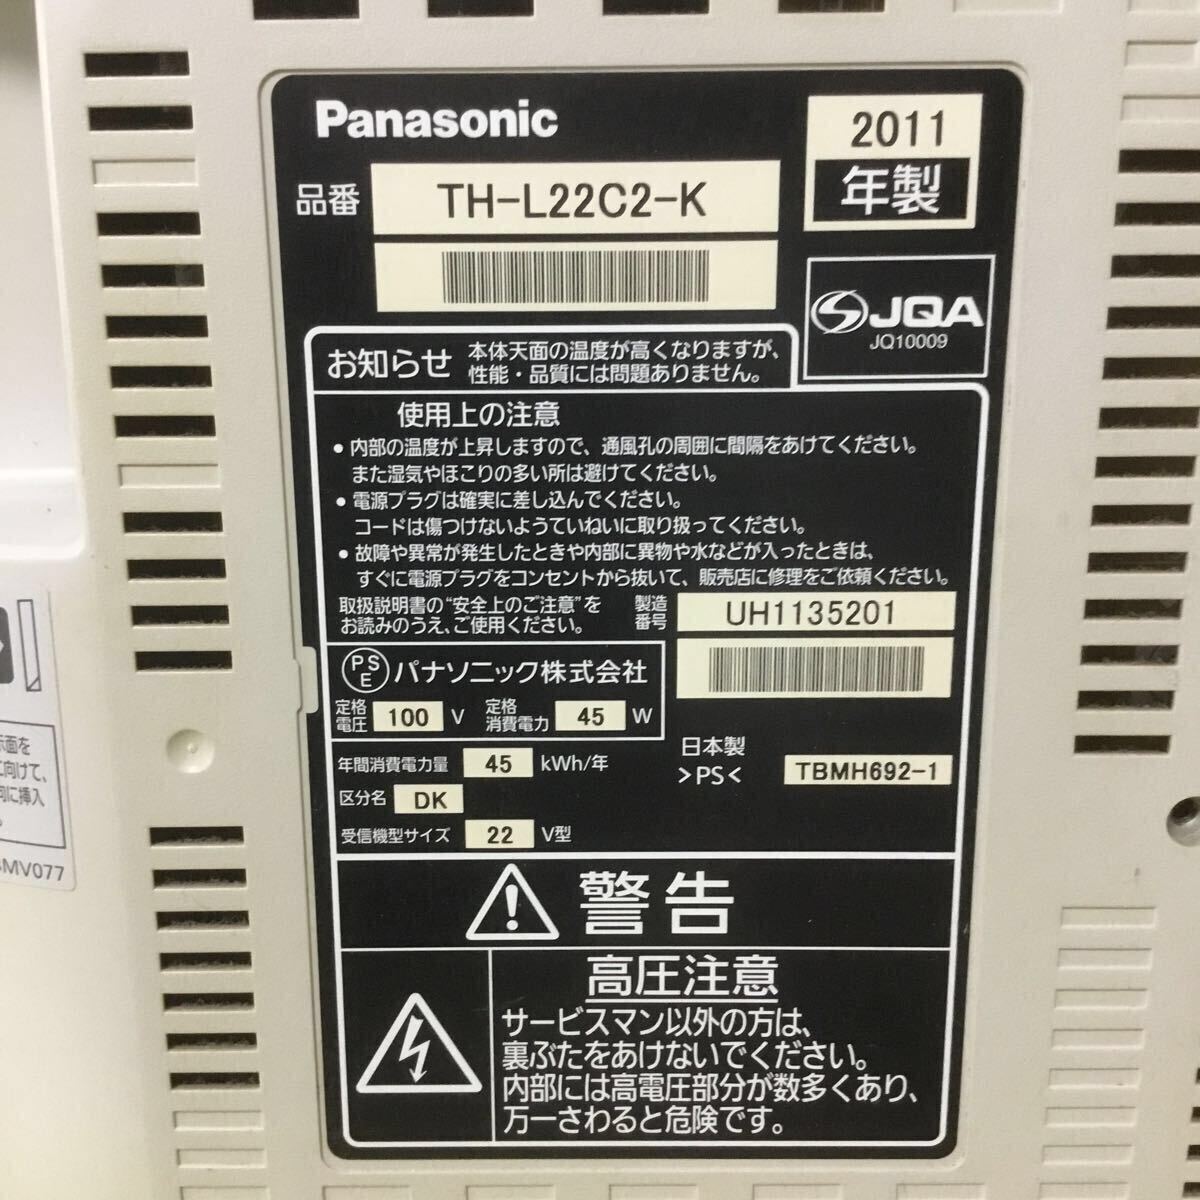 Panasonic
2011
年製
品番 TH-L22C2-K
JQA
JQ10009
お知らせ 本体天面の温度が高くなりますが、
性能・品質には問題ありません。
使用上の注意
● 内部の温度が上昇しますので、通風孔の周囲に間隔をあけてください。
また湿気やほこりの多い所は避けてください。
● 電源プラグは確実に差し込んでください。
コードは傷つけないようていねいに取り扱ってください。
● 故障や異常が発生したときや内部に異物や水などが入ったときは、
すぐに電源プラグをコンセントから抜いて、販売店に修理をご依頼ください。
取扱説明書の“安全上のご注意”を
お読みのうえ、ご使用ください。
製造
番号 UH1135201
PS
E パナソニック株式会社
定格
電圧 100 V 定格
消費電力 45 W
年間消費電力量 45 kWh/年
区分名 DK
受信機型サイズ 22 V型
日本製
>PS<
TBMH692-1
警告
高圧注意
サービスマン以外の方は、
裏ぶたをあけないでください。
内部には高電圧部分が数多くあり、
万一さわると危険です。
示面を
に向けて、
向に挿入
MV077